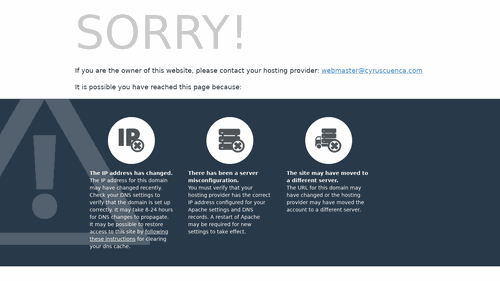 SORRY!
If you are the owner of this website, please contact your hosting provider: webmaster@cyruscuenca.com
It is possible you have reached this page because:
IP
The IP address has changed.
The IP address for this domain
may have changed recently.
Check your DNS settings to
verify that the domain is set up
correctly. It may take 8-24 hours
for DNS changes to propagate.
It may be possible to restore
access to this site by following
these instructions for clearing
your dns cache.
There has been a server
misconfiguration.
You must verify that your
hosting provider has the correct
IP address configured for your
Apache settings and DNS
records. A restart of Apache
may be required for new
settings to take effect.
The site may have moved to
a different server.
The URL for this domain may
have changed or the hosting
provider may have moved the
account to a different server.